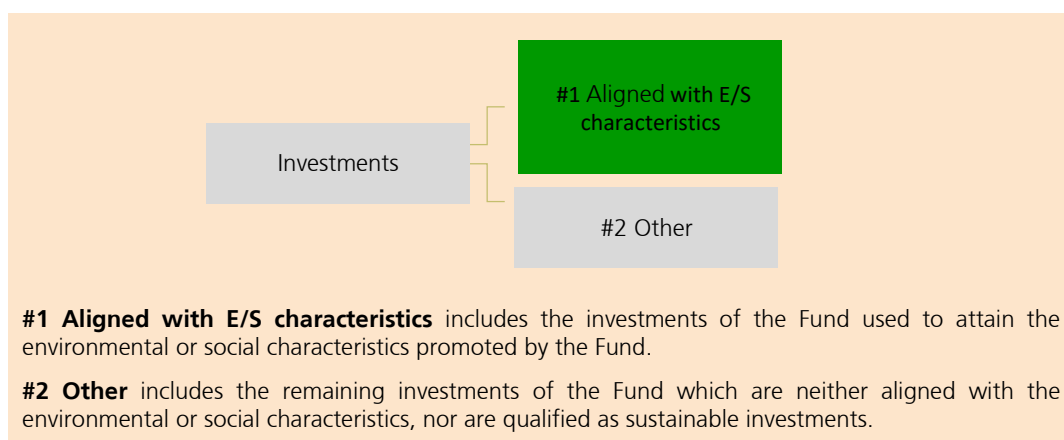 #1 Aligned with E/S
characteristics
Investments
#2 Other
#1 Aligned with E/S characteristics includes the investments of the Fund used to attain the
environmental or social characteristics promoted by the Fund.
#2 Other includes the remaining investments of the Fund which are neither aligned with the
environmental or social characteristics, nor are qualified as sustainable investments.